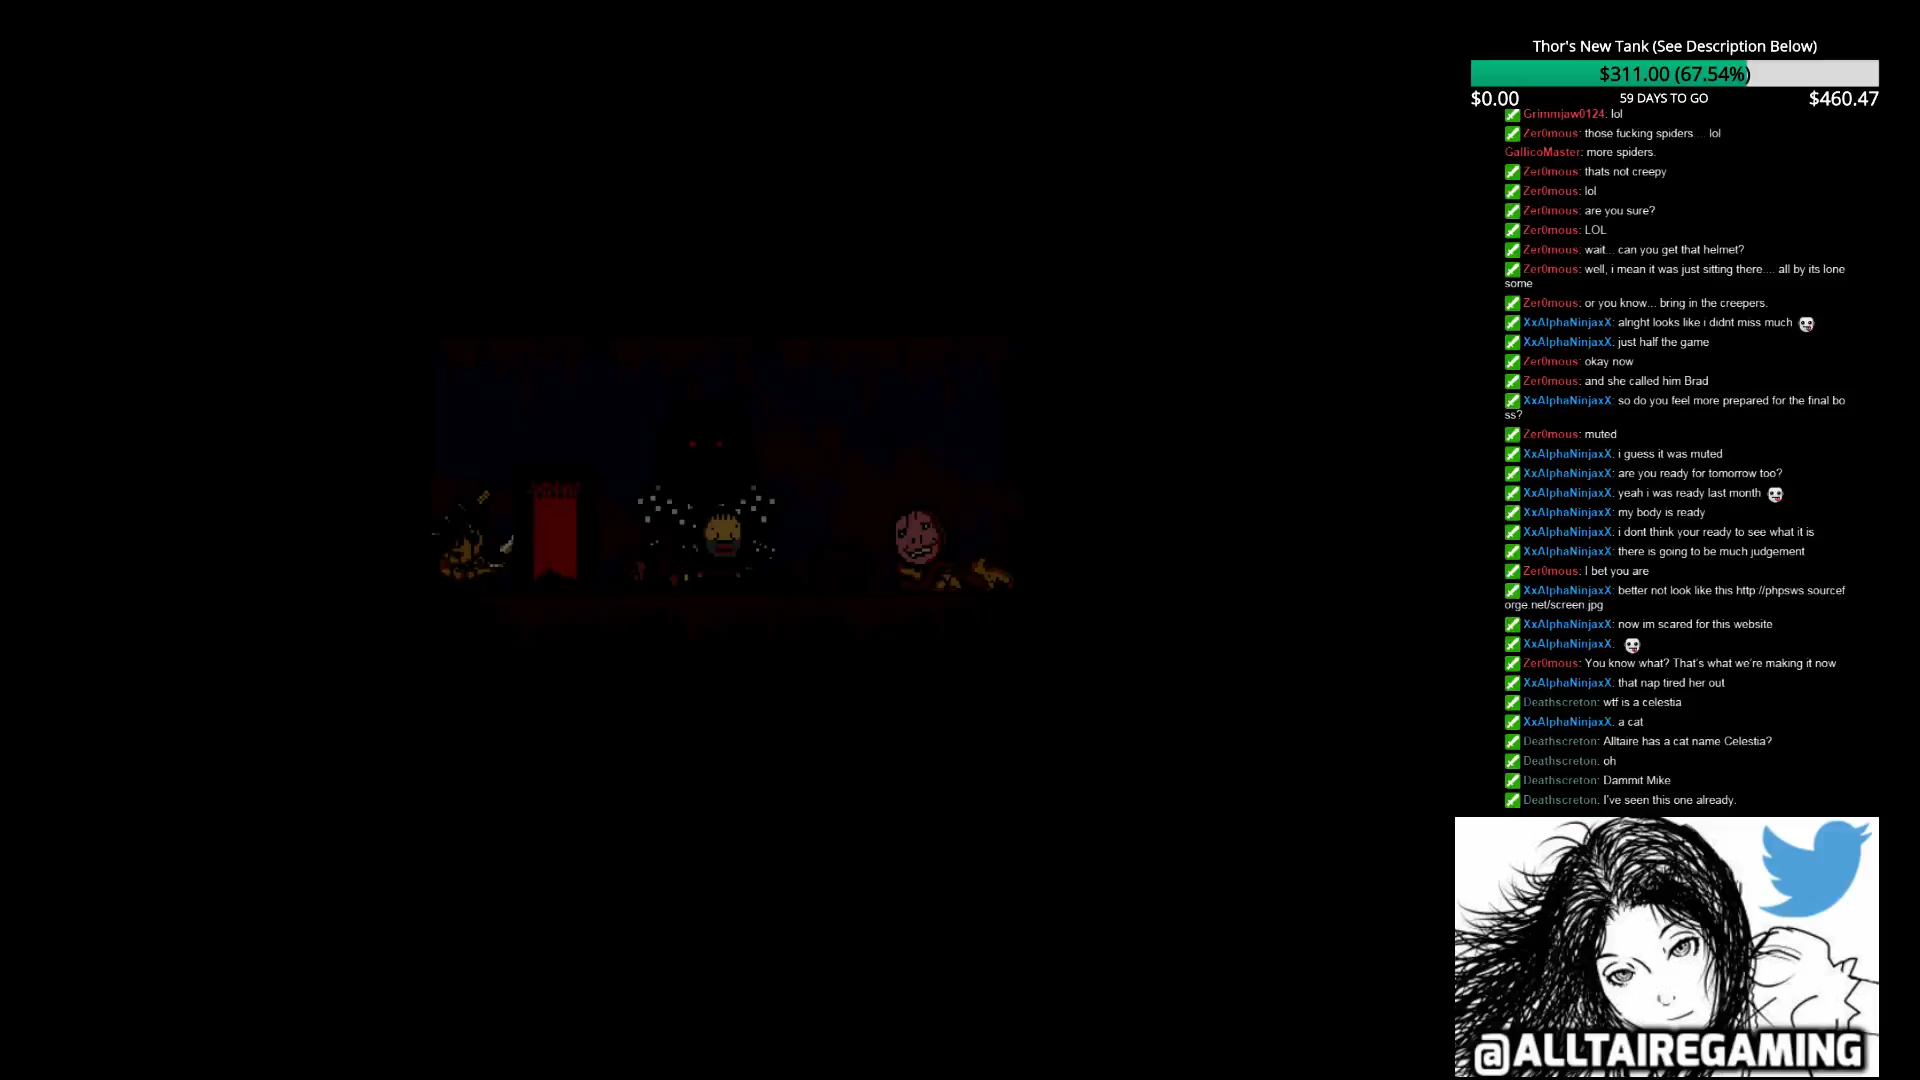 Thor's New Tank (See Description Below)
$311.00 (67.54%)
$0.00 59 DAYS TO GO $460.47
Grimmjaw0124: lol
Zer0mous: those fucking spiders.... lol
GallicoMaster: more spiders.
Zer0mous: thats not creepy
Zer0mous: lol
Zer0mous: are you sure?
Zer0mous: LOL
Zer0mous: wait... can you get that helmet?
Zer0mous: well, i mean it was just sitting there.... all by its lone
some
Zer0mous: or you know... bring in the creepers.
XxAlphaNinjaxX: alright looks like i didnt miss much
XxAlphaNinjaxX: just half the game
Zer0mous: okay now
Zer0mous: and she called him Brad
XxAlphaNinjaxX: so do you feel more prepared for the final bo
ss?
Zer0mous: muted
XxAlphaNinjaxX: i guess it was muted
XxAlphaNinjaxX: are you ready for tomorrow too?
XxAlphaNinjaxX: yeah i was ready last month
XxAlphaNinjaxX: my body is ready
XxAlphaNinjaxX: i dont think your ready to see what it is
XxAlphaNinjaxX: there is going to be much judgement
Zer0mous: I bet you are
XxAlphaNinjaxX: better not look like this http://phpsws.sourcef
orge.net/screen.jpg
XxAlphaNinjaxX: now im scared for this website
XxAlphaNinjaxX:
Zer0mous: You know what? That's what we're making it now
XxAlphaNinjaxX: that nap tired her out
Deathscreton: wtf is a celestia
XxAlphaNinjaxX: a cat
Deathscreton: Alltaire has a cat name Celestia?
Deathscreton: oh
Deathscreton: Dammit Mike
Deathscreton: I've seen this one already.
@ALLTAIREGAMING